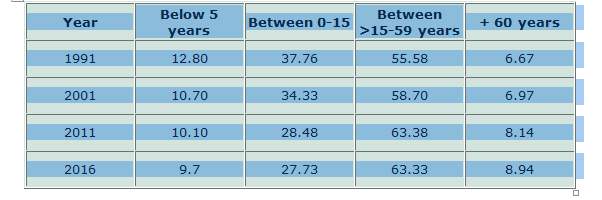 Year Below 5 years Between 0-15 Between >15-59 years + 60 years
1991 12.80 37.76 55.58 6.67
2001 10.70 34.33 58.70 6.97
2011 10.10 28.48 63.38 8.14
2016 9.7 27.73 63.33 8.94